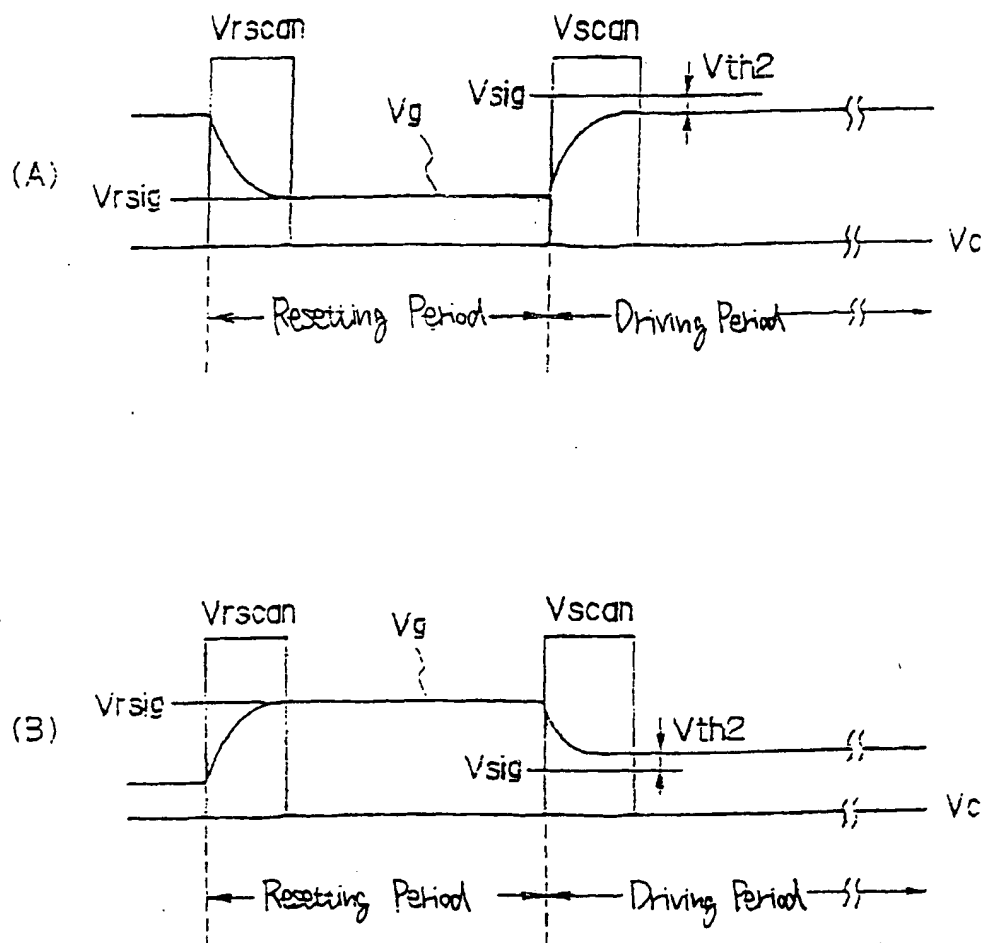 Vrscan
Vscan
Vth2
Vsig
Vg
(A)
Vrsig
Vc
Resetting Period
Driving Period
Vrscan
Vscan
Vg
Vrsig
(B)
Vth2
Vsig
Vc
Resetting Period
Driving Period